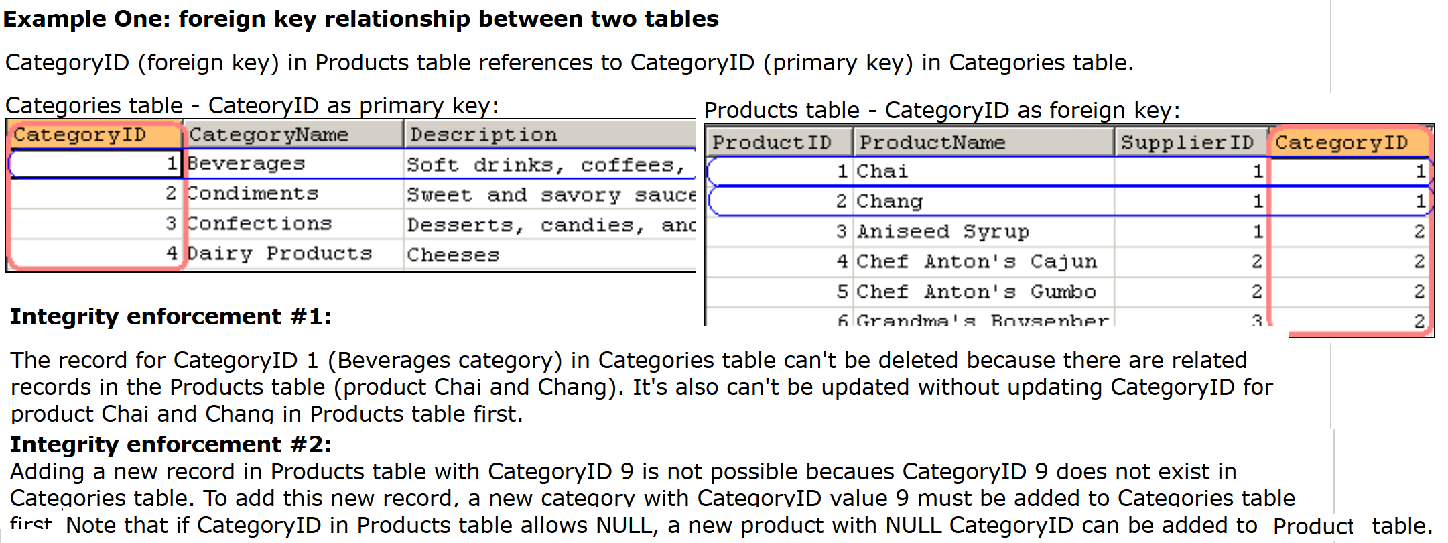 Example One: foreign key relationship between two tables
CategoryID (foreign key) in Products table references to CategoryID (primary key) in Categories table.
Categories table - CateoryID as primary key:
CategoryID CategoryName Description
1 Beverages Soft drinks, coffees,
2 Condiments Sweet and savory sauce
3 Confections Desserts, candies, and
4 Dairy Products Cheeses
Products table - CategoryID as foreign key:
ProductID ProductName SupplierID CategoryID
1 Chai 1 1
2 Chang 1 1
3 Aniseed Syrup 1 2
4 Chef Anton's Cajun 2 2
5 Chef Anton's Gumbo 2 2
6 Grandma's Boysenber 3 2
Integrity enforcement #1:
The record for CategoryID 1 (Beverages category) in Categories table can't be deleted because there are related
records in the Products table (product Chai and Chang). It's also can't be updated without updating CategoryID for
product Chai and Chang in Products table first.
Integrity enforcement #2:
Adding a new record in Products table with CategoryID 9 is not possible becaues CategoryID 9 does not exist in
Categories table. To add this new record, a new category with CategoryID value 9 must be added to Categories table
first Note that if CategoryID in Products table allows NULL, a new product with NULL CategoryID can be added to Product table.